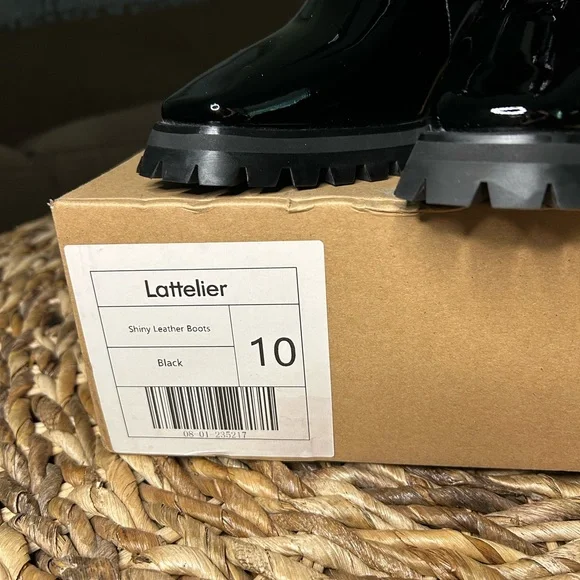 Lattelier
Shiny Leather Boots
10
Black
08-01-235217